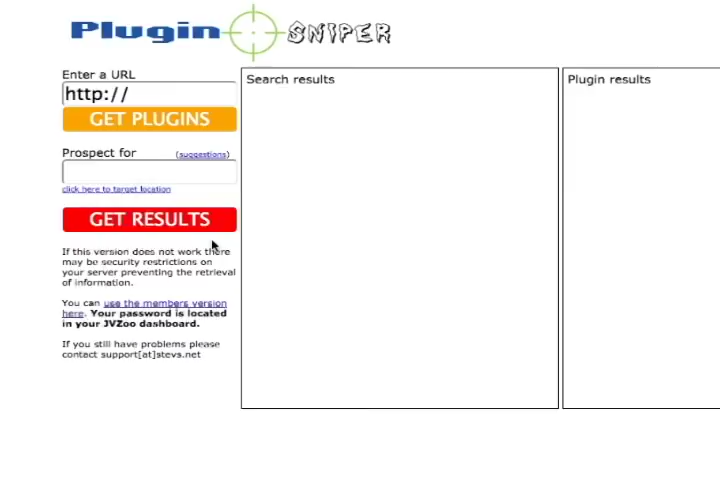 Plugin SNIPER
Enter a URL
http://
GET PLUGINS
Prospect for (suggestions)
click here to target location
GET RESULTS
If this version does not work there
may be security restrictions on
your server preventing the retrieval
of information.
You can use the members version
here. Your password is located
in your JVZoo dashboard.
If you still have problems please
contact support[at]stevs.net
Search results
Plugin results